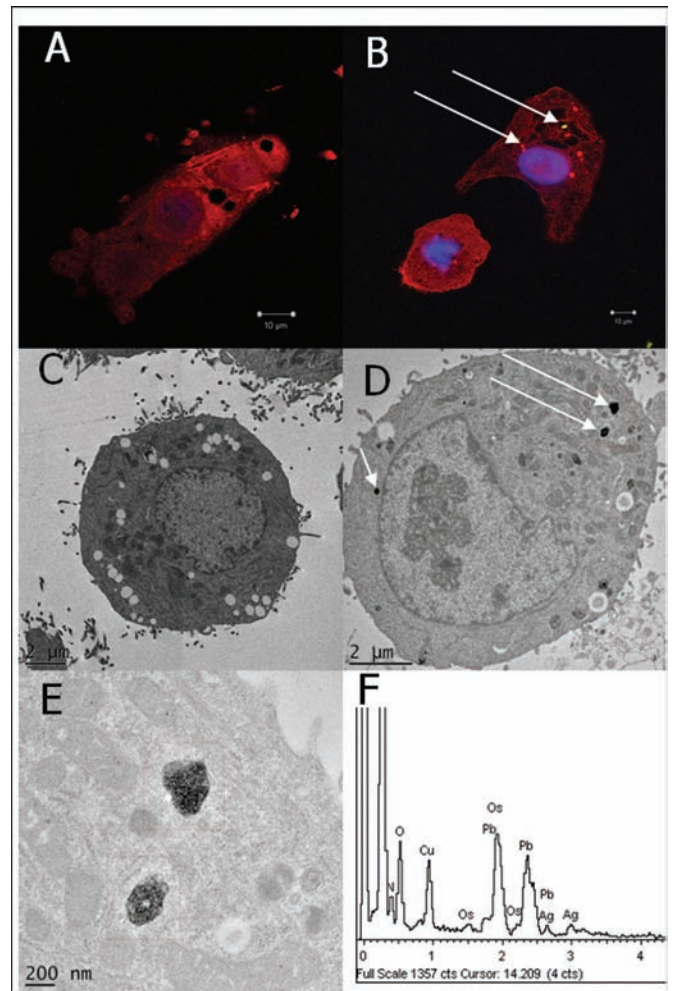 A
B
10 µm
10 µm
C
D
2 µm
2 µm
E
F
200 nm
N
O
Cu
Os
Os
Pb
Os
Pb
Pb
Ag
Ag
0 1 2 3 4
Full Scale 1357 cts Cursor: 14.209 (4 cts)